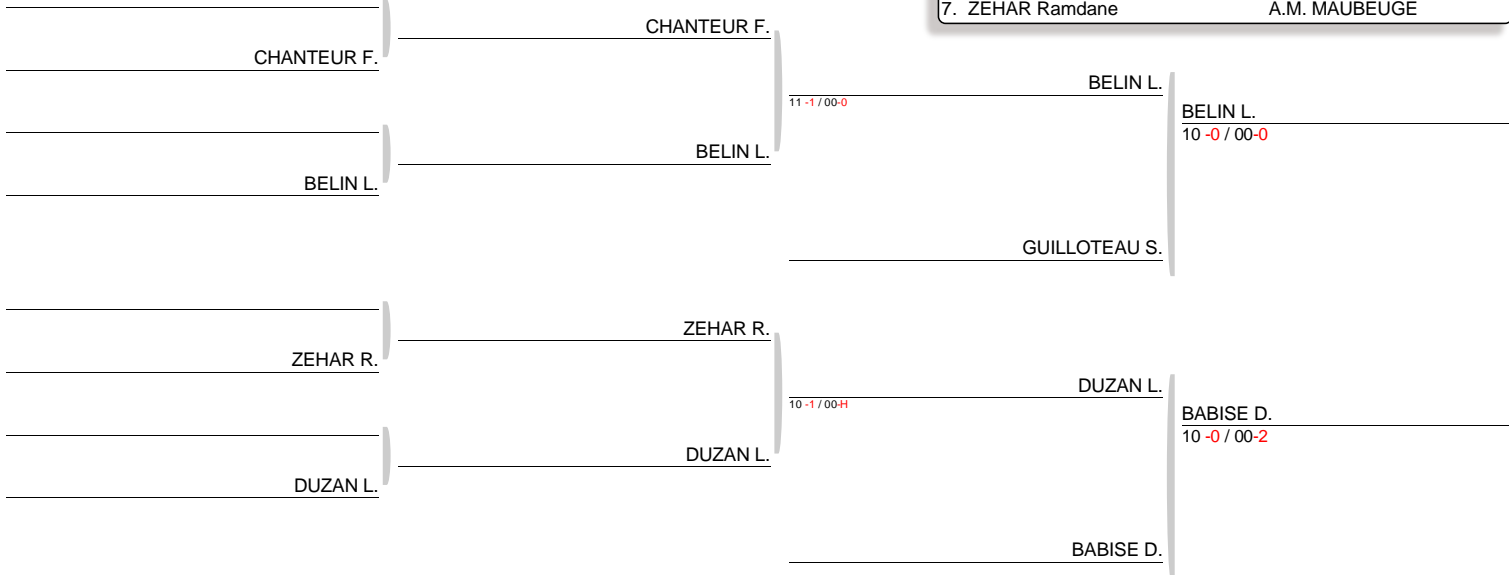 7. ZEHAR Ramdane A.M. MAUBEUGE
CHANTEUR F.
CHANTEUR F.
BELIN L.
11 -1 / 00-0
BELIN L.
10 -0 / 00-0
BELIN L.
BELIN L.
GUILLOTEAU S.
ZEHAR R.
ZEHAR R.
DUZAN L.
10 -1 / 00-H
BABISE D.
10 -0 / 00-2
DUZAN L.
DUZAN L.
BABISE D.